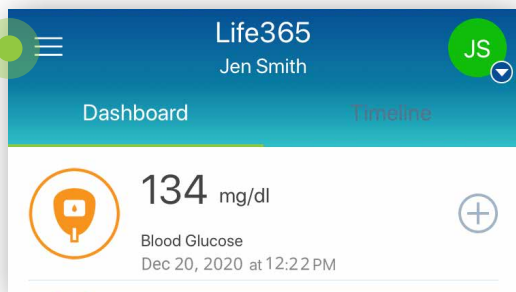 Life365
Jen Smith
JS
Dashboard Timeline
134 mg/dl
Blood Glucose
Dec 20, 2020 at 12:22 PM